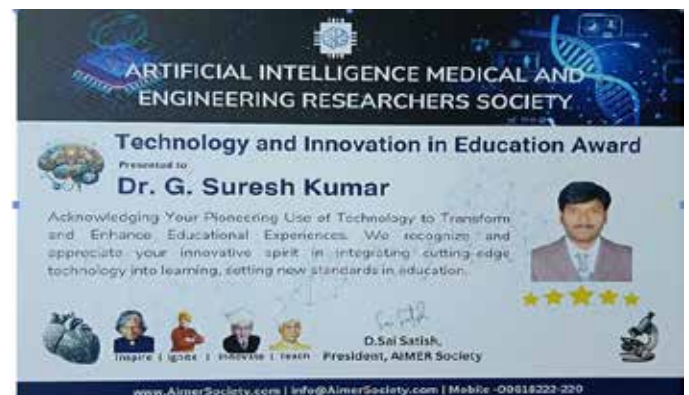 ARTIFICIAL INTELLIGENCE MEDICAL AND
ENGINEERING RESEARCHERS SOCIETY
Technology and Innovation in Education Award
Presented to
Dr. G. Suresh Kumar
Acknowledging Your Pioneering Use of Technology to Transform
and Enhance Educational Experiences. We recognize and
appreciate your innovative spirit in integrating cutting-edge
technology into learning, setting new standards in education.
D.Sai Satish,
Inspire | Ignite | Innovate | Teach President, AIMER Society
www.AimerSociety.com | info@AimerSociety.com | Mobile